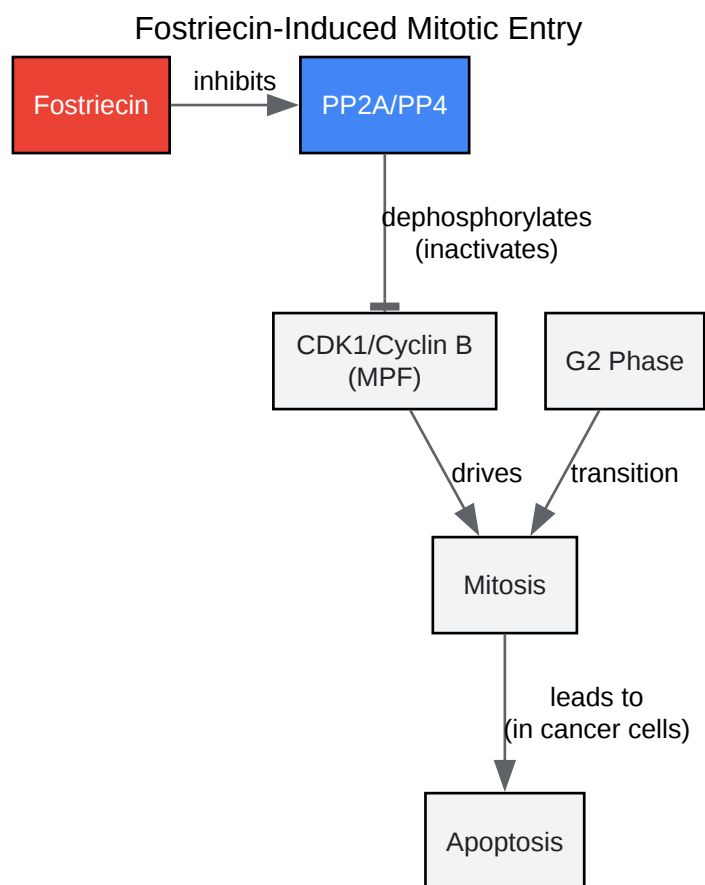 Fostriecin-Induced Mitotic Entry
Fostriecin
inhibits
PP2A/PP4
dephosphorylates
(inactivates)
CDK1/Cyclin B
(MPF)
G2 Phase
drives
transition
Mitosis
leads to
(in cancer cells)
Apoptosis